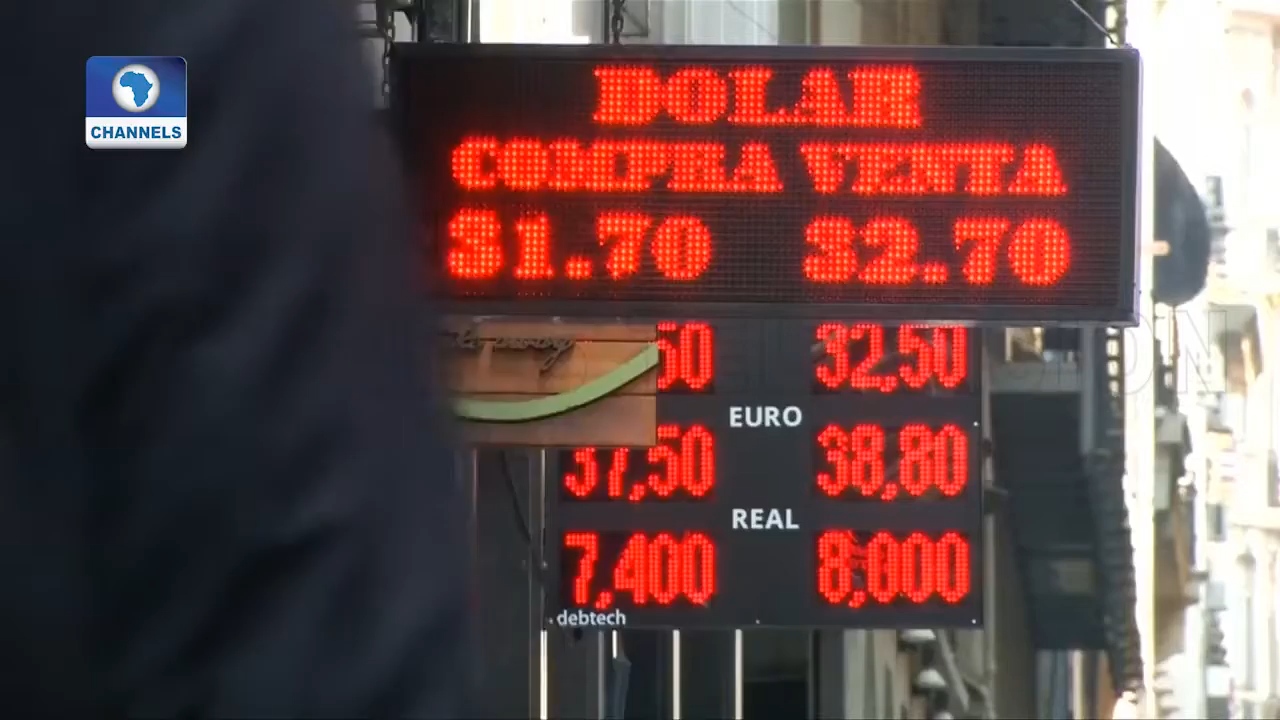 CHANNELS
DOLAR
COMPRA VENTA
31.70 32.70
50 32,50
EURO
37,50 38,80
REAL
7,400 8,000
debtech